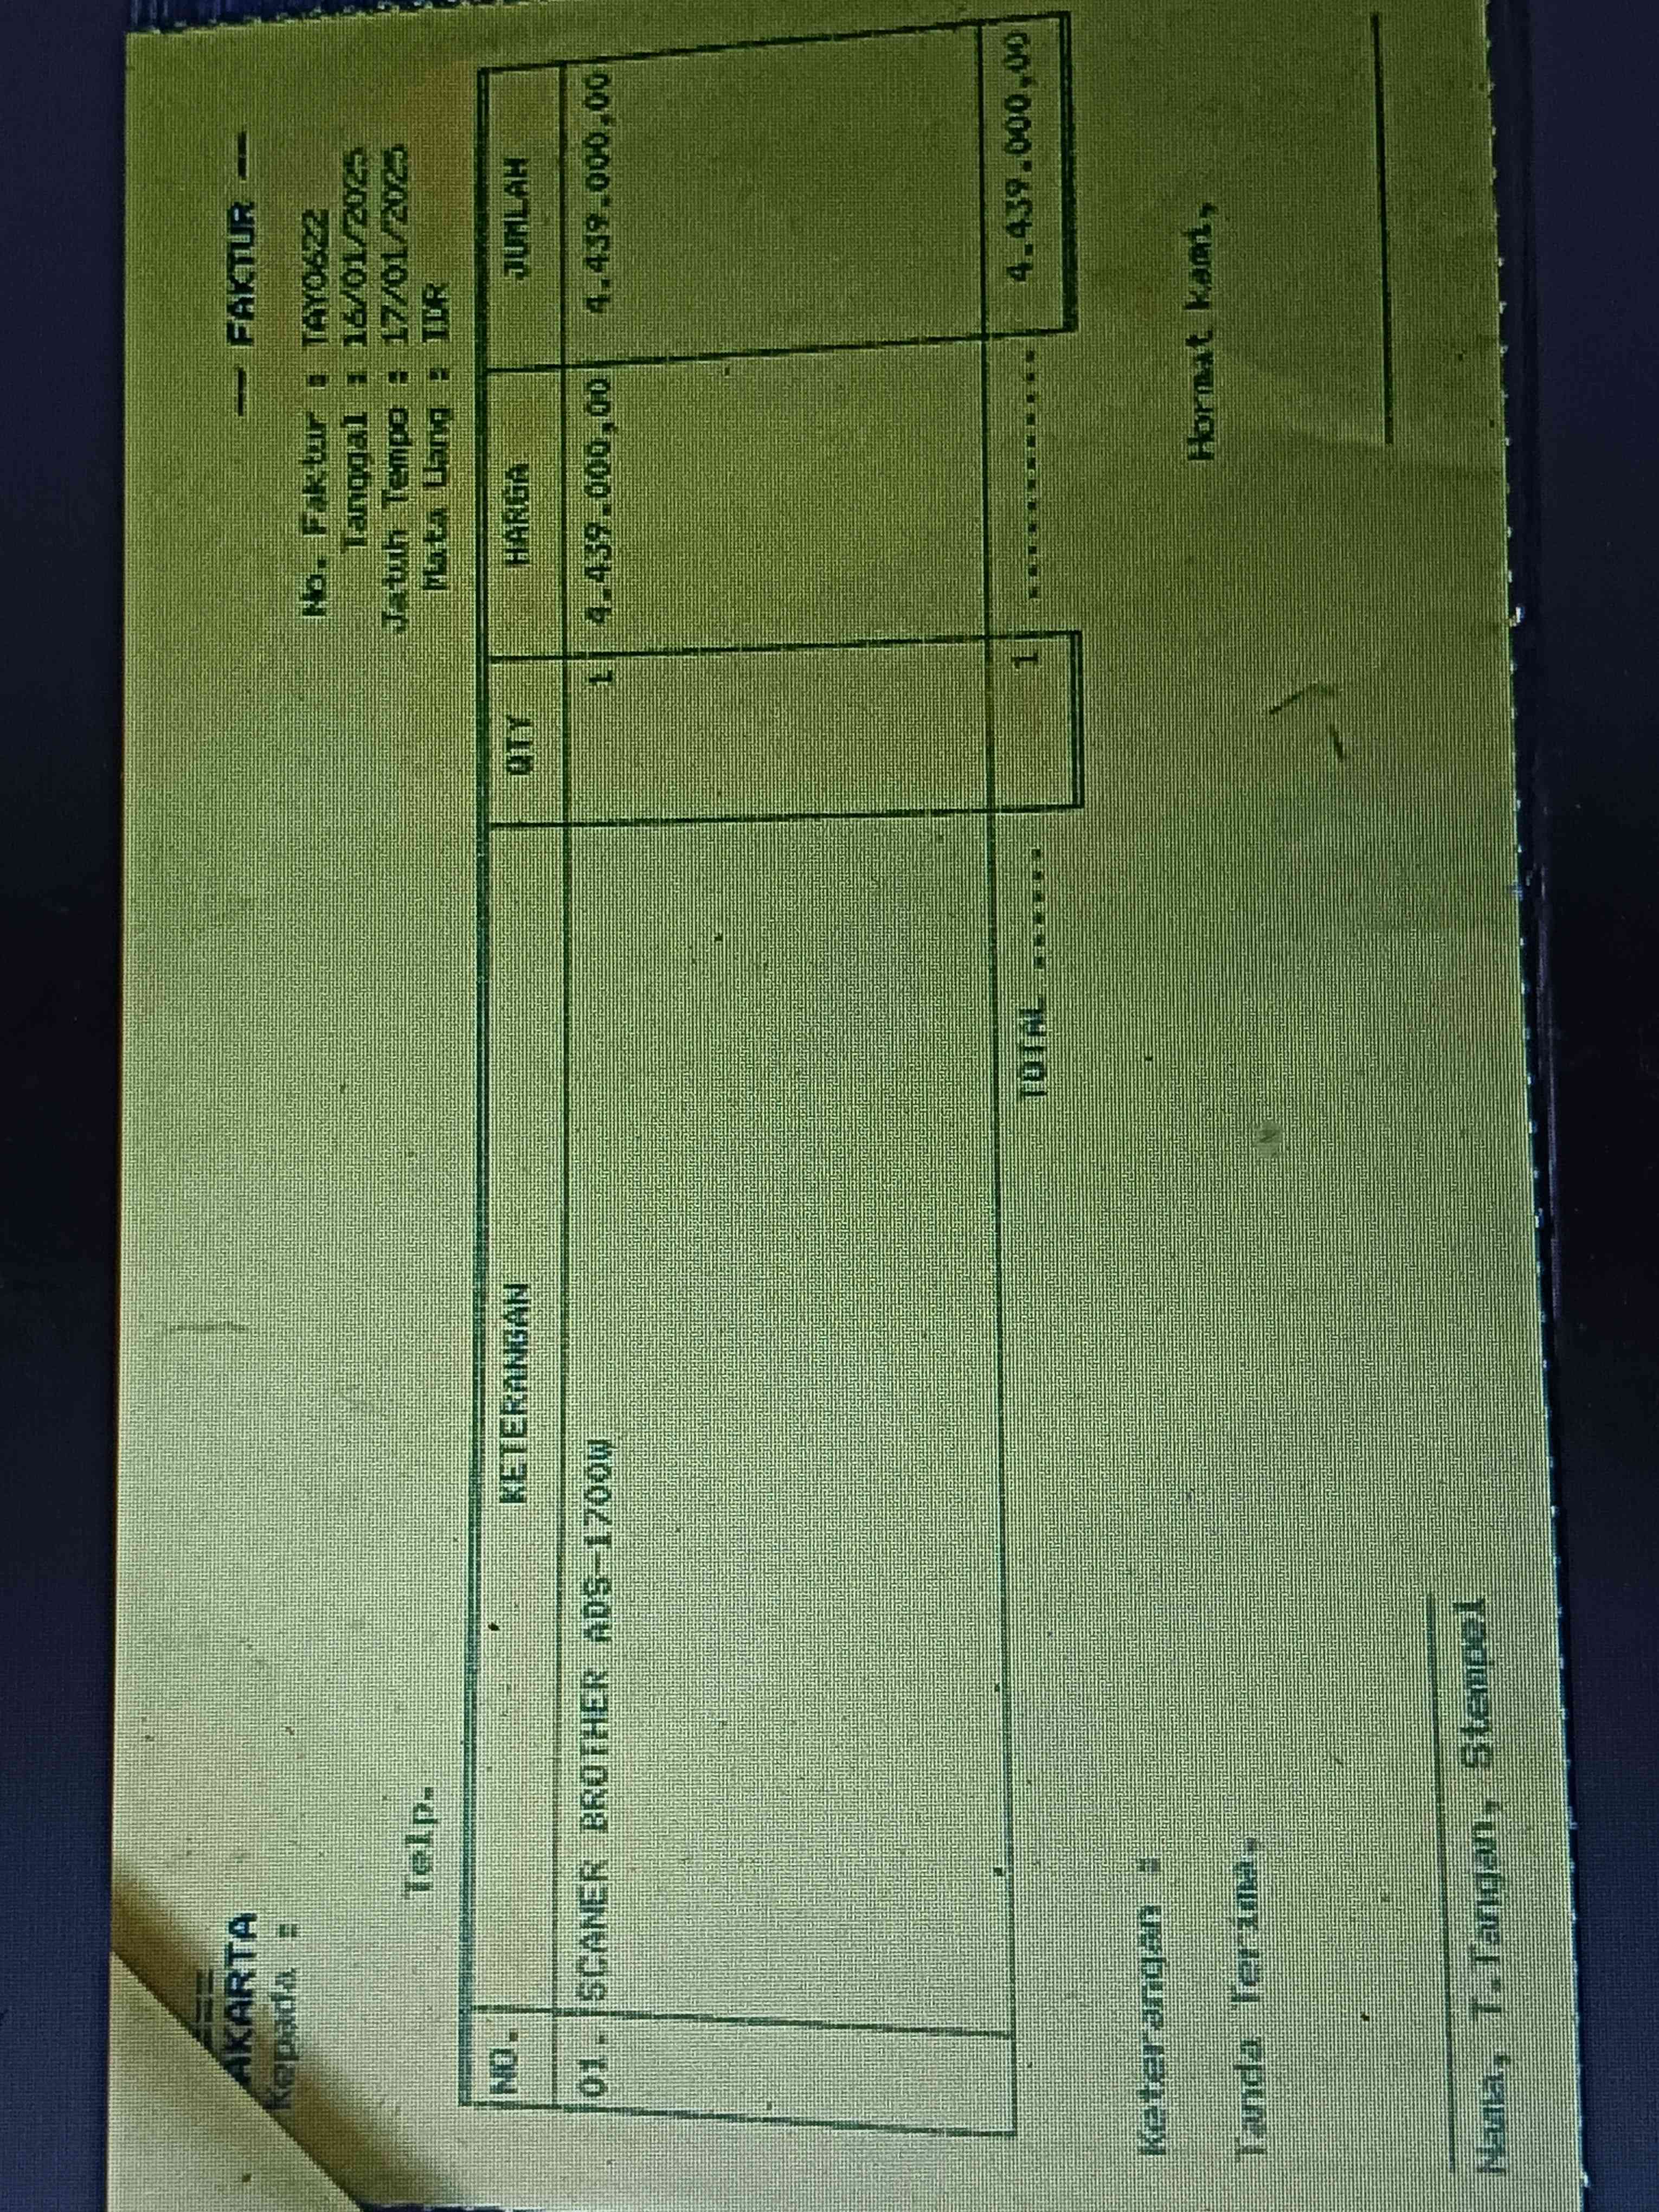 AKARTA
Kepada :
Telp.
— FAKTUR —
No. Faktur : TAY0622
Tanggal : 16/01/2025
Jatuh Tempo : 17/01/2025
Mata Uang : IDR
NO. KETERANGAN QTY HARGA JUMLAH
01. SCANER BROTHER ADS-1700W 1 4.439.000,00 4.439.000,00
TOTAL ....... 1 .............. 4.439.000,00
Keterangan :
Tanda Terima, Hormat kami,
Nama, T.Tangan, Stempel